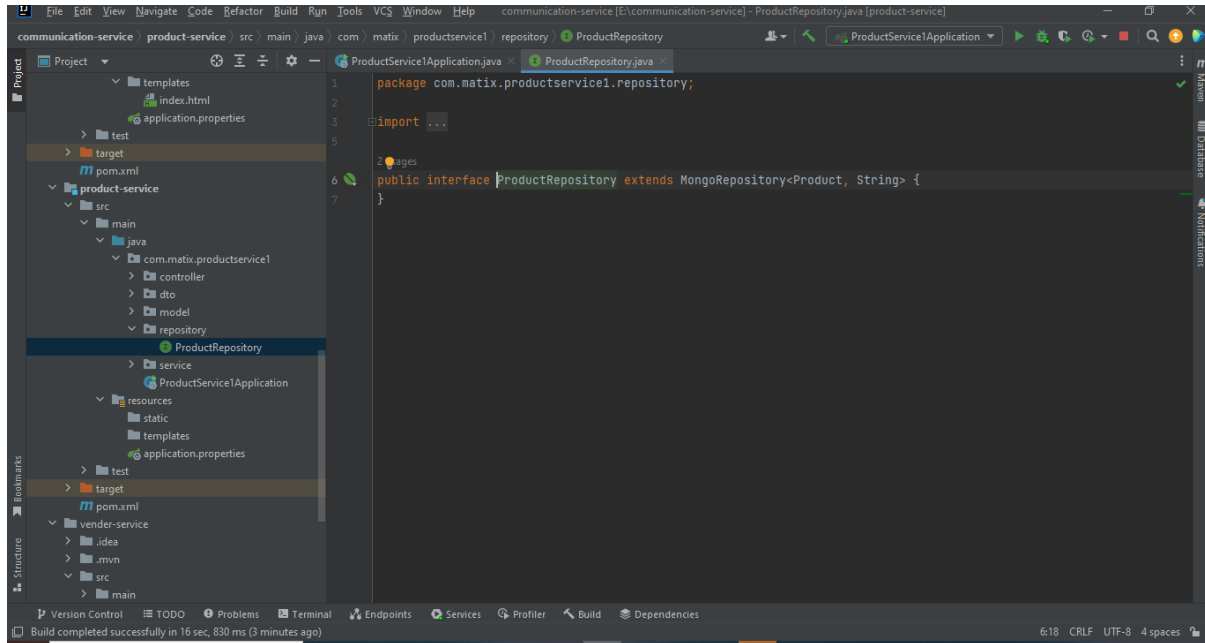 File Edit View Navigate Code Refactor Build Run Tools VCS Window Help communication-service [E:\communication-service] - ProductRepository.java [product-service]
communication-service product-service src main java com matix productservice1 repository ProductRepository ProductService1Application
Project
Project
ProductService1Application.java
ProductRepository.java
templates
index.html
application.properties
test
target
pom.xml
product-service
src
main
java
com.matix.productservice1
controller
dto
model
repository
ProductRepository
service
ProductService1Application
resources
static
templates
application.properties
test
target
pom.xml
vender-service
.idea
.mvn
src
main
1 package com.matix.productservice1.repository;
2
3 import ...
5
6 public interface ProductRepository extends MongoRepository<Product, String> {
7 }
Maven
Database
Notifications
Bookmarks
Structure
Version Control TODO Problems Terminal Endpoints Services Profiler Build Dependencies
Build completed successfully in 16 sec, 830 ms (3 minutes ago) 6:18 CRLF UTF-8 4 spaces